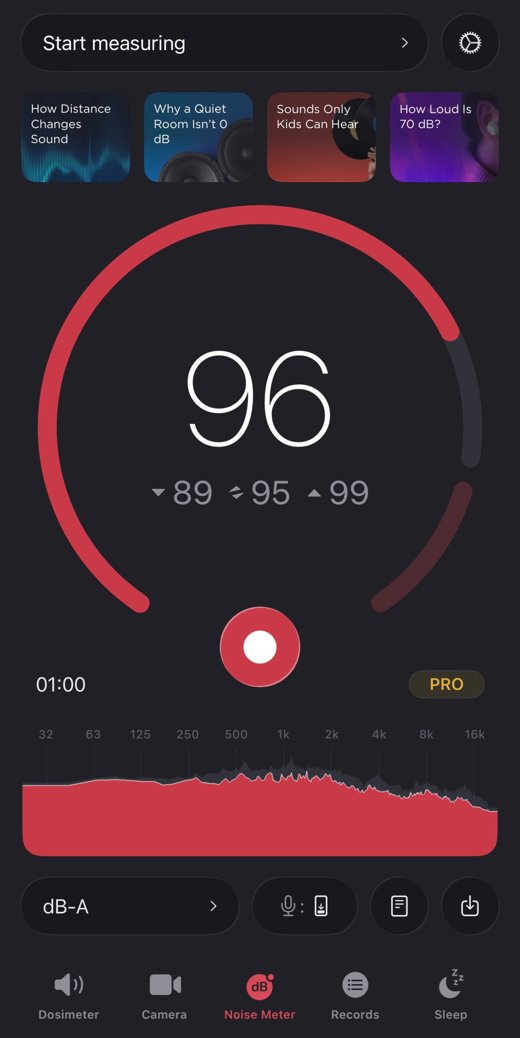 Start measuring
How Distance
Changes
Sound
Why a Quiet
Room Isn't 0
dB
Sounds Only
Kids Can Hear
How Loud Is
70 dB?
96
89 95 99
01:00
PRO
32 63 125 250 500 1k 2k 4k 8k 16k
dB-A
:
dB
zzz
Dosimeter Camera Noise Meter Records Sleep